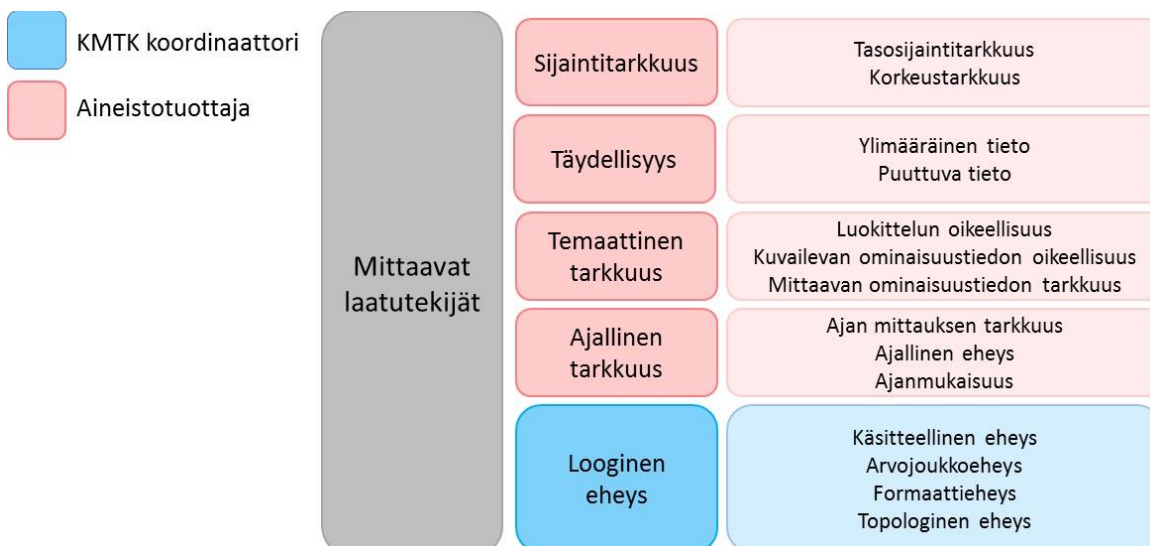 KMTK koordinaattori
Aineistotuottaja
Mittaavat
laatutekijät
Sijaintitarkkuus
Tasosijaintitarkkuus
Korkeustarkkuus
Täydellisyys
Ylimääräinen tieto
Puuttuva tieto
Temaattinen
tarkkuus
Luokittelun oikeellisuus
Kuvailevan ominaisuustiedon oikeellisuus
Mittaavan ominaisuustiedon tarkkuus
Ajallinen
tarkkuus
Ajan mittauksen tarkkuus
Ajallinen eheys
Ajanmukaisuus
Looginen
eheys
Käsitteellinen eheys
Arvojoukkoeheys
Formaattieheys
Topologinen eheys